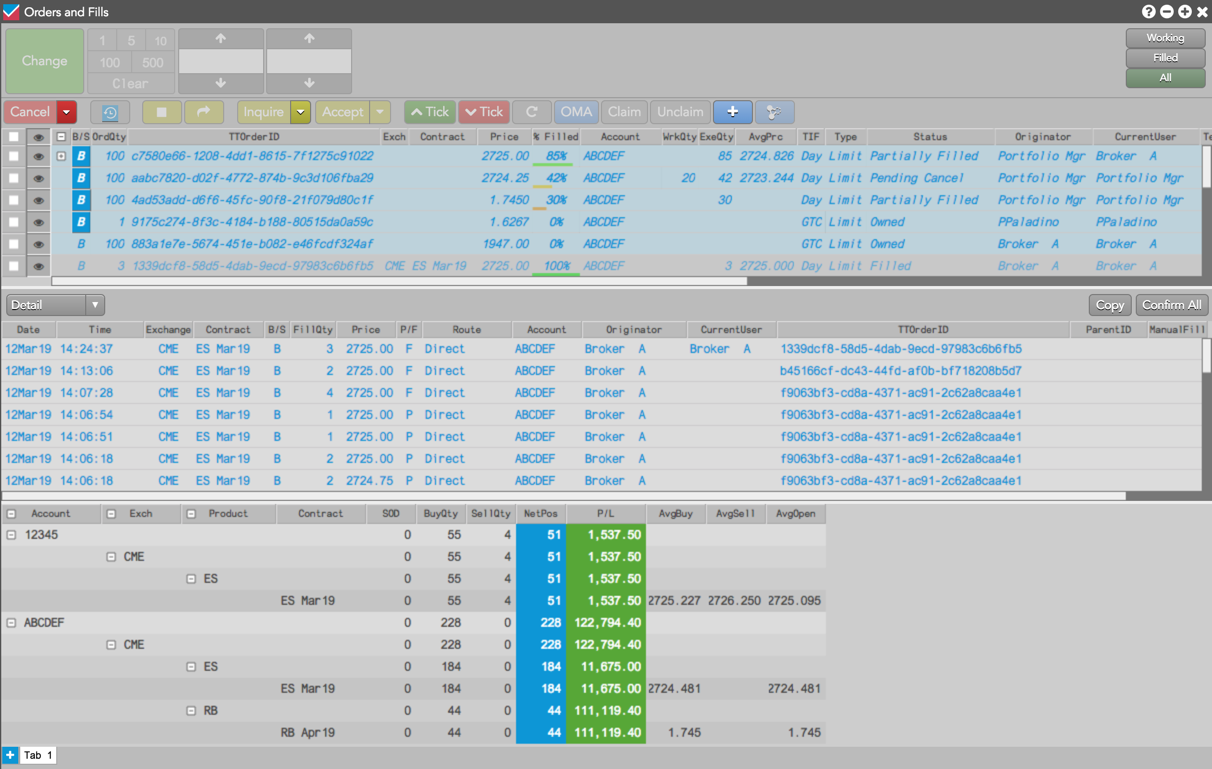 Orders and Fills
Change 1 5 10
100 500
Clear
Working
Filled
All
Cancel Inquire Accept Tick Tick C OMA Claim Unclaim +
B/S OrdQty TTOrderID Exch Contract Price % Filled Account WrkQty ExeQty AvgPrc TIF Type Status Originator CurrentUser Te
B 100 c7580e66-1208-4dd1-8615-7f1275c91022 2725.00 85% ABCDEF 85 2724.826 Day Limit Partially Filled Portfolio Mgr Broker A
B 100 aabc7820-d02f-4772-874b-9c3d106fba29 2724.25 42% ABCDEF 20 42 2723.244 Day Limit Pending Cancel Portfolio Mgr Portfolio Mgr
B 100 4ad53add-d6f6-45fc-90f8-21f079d80c1f 1.7450 30% ABCDEF 30 Day Limit Partially Filled Portfolio Mgr Portfolio Mgr
B 1 9175c274-8f3c-4184-b188-80515da0a59c 1.6267 0% ABCDEF GTC Limit Owned PPaladino PPaladino
B 100 883a1e7e-5674-451e-b082-e46fcdf324af 1947.00 0% ABCDEF GTC Limit Owned Broker A Broker A
B 3 1339dcf8-58d5-4dab-9ecd-97983c6b6fb5 CME ES Mar19 2725.00 100% ABCDEF 3 2725.000 Day Limit Filled Broker A Broker A
Detail Copy Confirm All
Date Time Exchange Contract B/S FillQty Price P/F Route Account Originator CurrentUser TTOrderID ParentID ManualFill
12Mar19 14:24:37 CME ES Mar19 B 3 2725.00 F Direct ABCDEF Broker A Broker A 1339dcf8-58d5-4dab-9ecd-97983c6b6fb5
12Mar19 14:13:06 CME ES Mar19 B 2 2725.00 F Direct ABCDEF Broker A b45166cf-dc43-44fd-af0b-bf718208b5d7
12Mar19 14:07:28 CME ES Mar19 B 4 2725.00 F Direct ABCDEF Broker A f9063bf3-cd8a-4371-ac91-2c62a8caa4e1
12Mar19 14:06:54 CME ES Mar19 B 1 2725.00 P Direct ABCDEF Broker A f9063bf3-cd8a-4371-ac91-2c62a8caa4e1
12Mar19 14:06:51 CME ES Mar19 B 1 2725.00 P Direct ABCDEF Broker A f9063bf3-cd8a-4371-ac91-2c62a8caa4e1
12Mar19 14:06:18 CME ES Mar19 B 2 2725.00 P Direct ABCDEF Broker A f9063bf3-cd8a-4371-ac91-2c62a8caa4e1
12Mar19 14:06:18 CME ES Mar19 B 2 2724.75 P Direct ABCDEF Broker A f9063bf3-cd8a-4371-ac91-2c62a8caa4e1
Account Exch Product Contract SOD BuyQty SellQty NetPos P/L AvgBuy AvgSell AvgOpen
12345 0 55 4 51 1,537.50
CME 0 55 4 51 1,537.50
ES 0 55 4 51 1,537.50
ES Mar19 0 55 4 51 1,537.50 2725.227 2726.250 2725.095
ABCDEF 0 228 0 228 122,794.40
CME 0 228 0 228 122,794.40
ES 0 184 0 184 11,675.00
ES Mar19 0 184 0 184 11,675.00 2724.481 2724.481
RB 0 44 0 44 111,119.40
RB Apr19 0 44 0 44 111,119.40 1.745 1.745
+ Tab 1